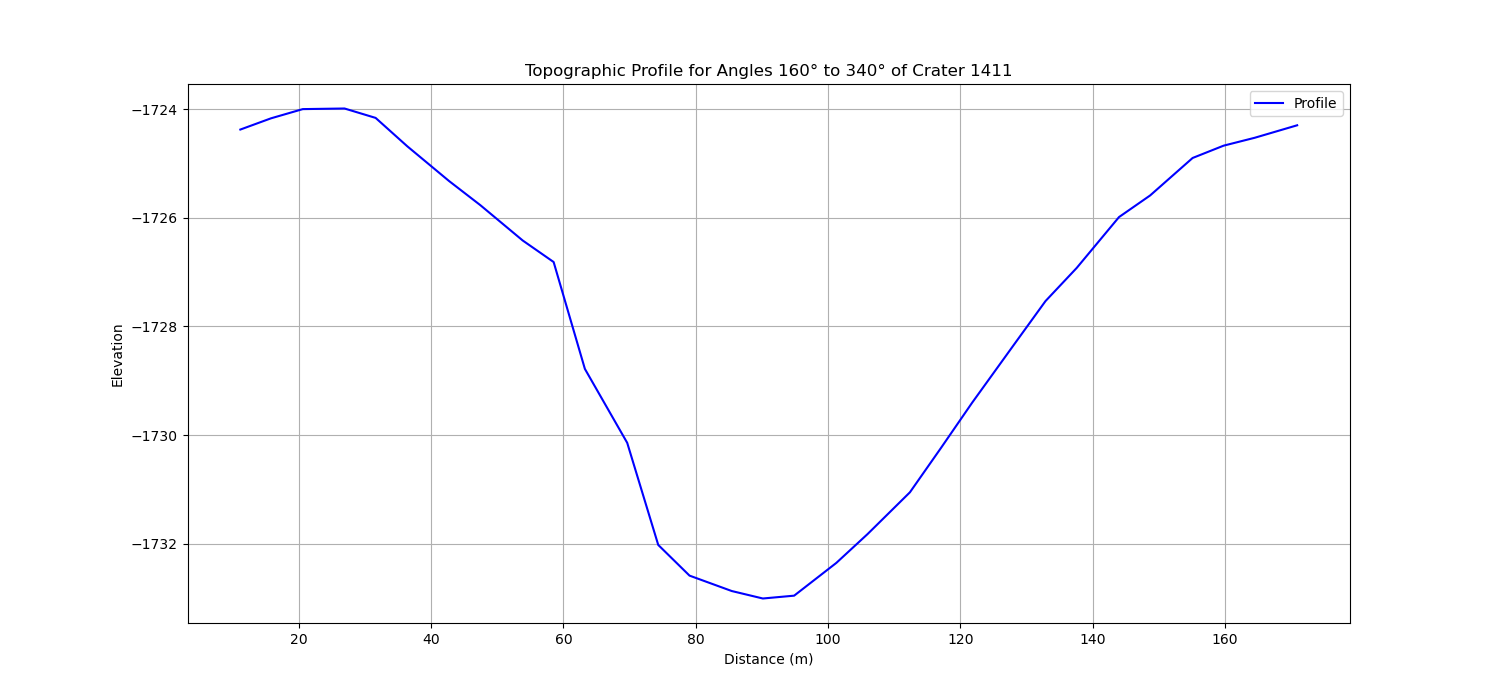 Topographic Profile for Angles 160° to 340° of Crater 1411
Profile
−1724
−1726
−1728
−1730
−1732
Elevation
20 40 60 80 100 120 140 160
Distance (m)